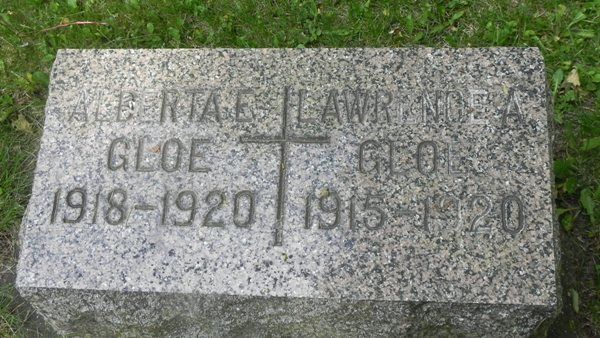 ALBERTA E.
GLOE
1918-1920
LAWRENCE A.
GLOE
1915-1920